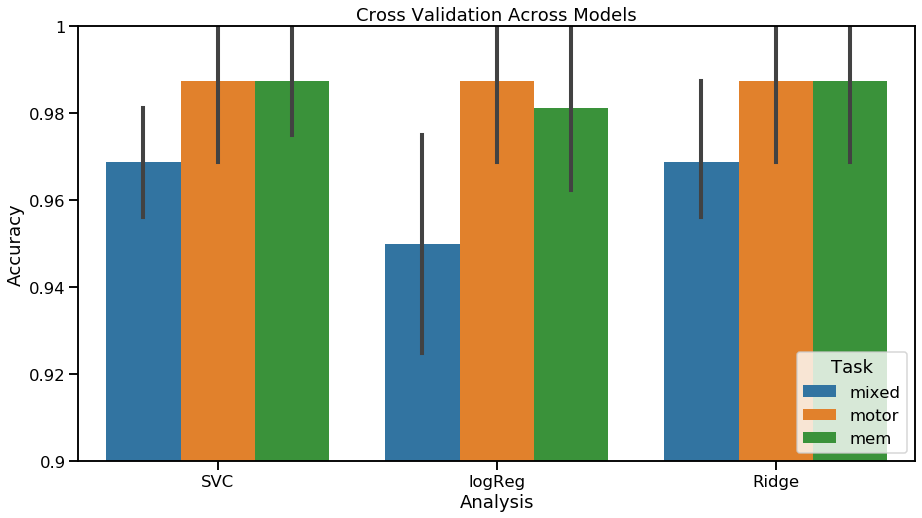 Cross Validation Across Models
1
0.98
0.96
0.94
0.92
0.9
Accuracy
SVC
logReg
Ridge
Analysis
Task
mixed
motor
mem